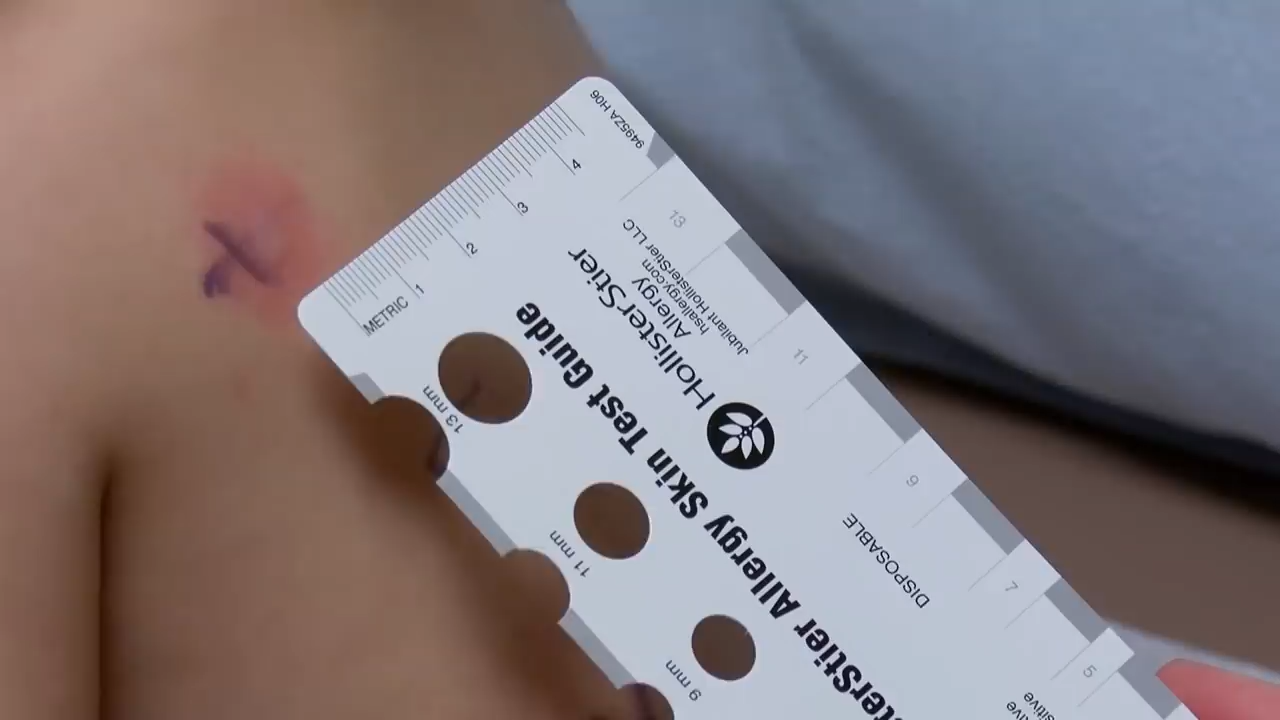 9495ZA H06
METRIC 1 2 3 4
13
Jubilant HollisterStier LLC
hsallergy.com
HollisterStier
Allergy
11
9
DISPOSABLE
7
5
13 mm
11 mm
9 mm
Allergy Skin Test Guide